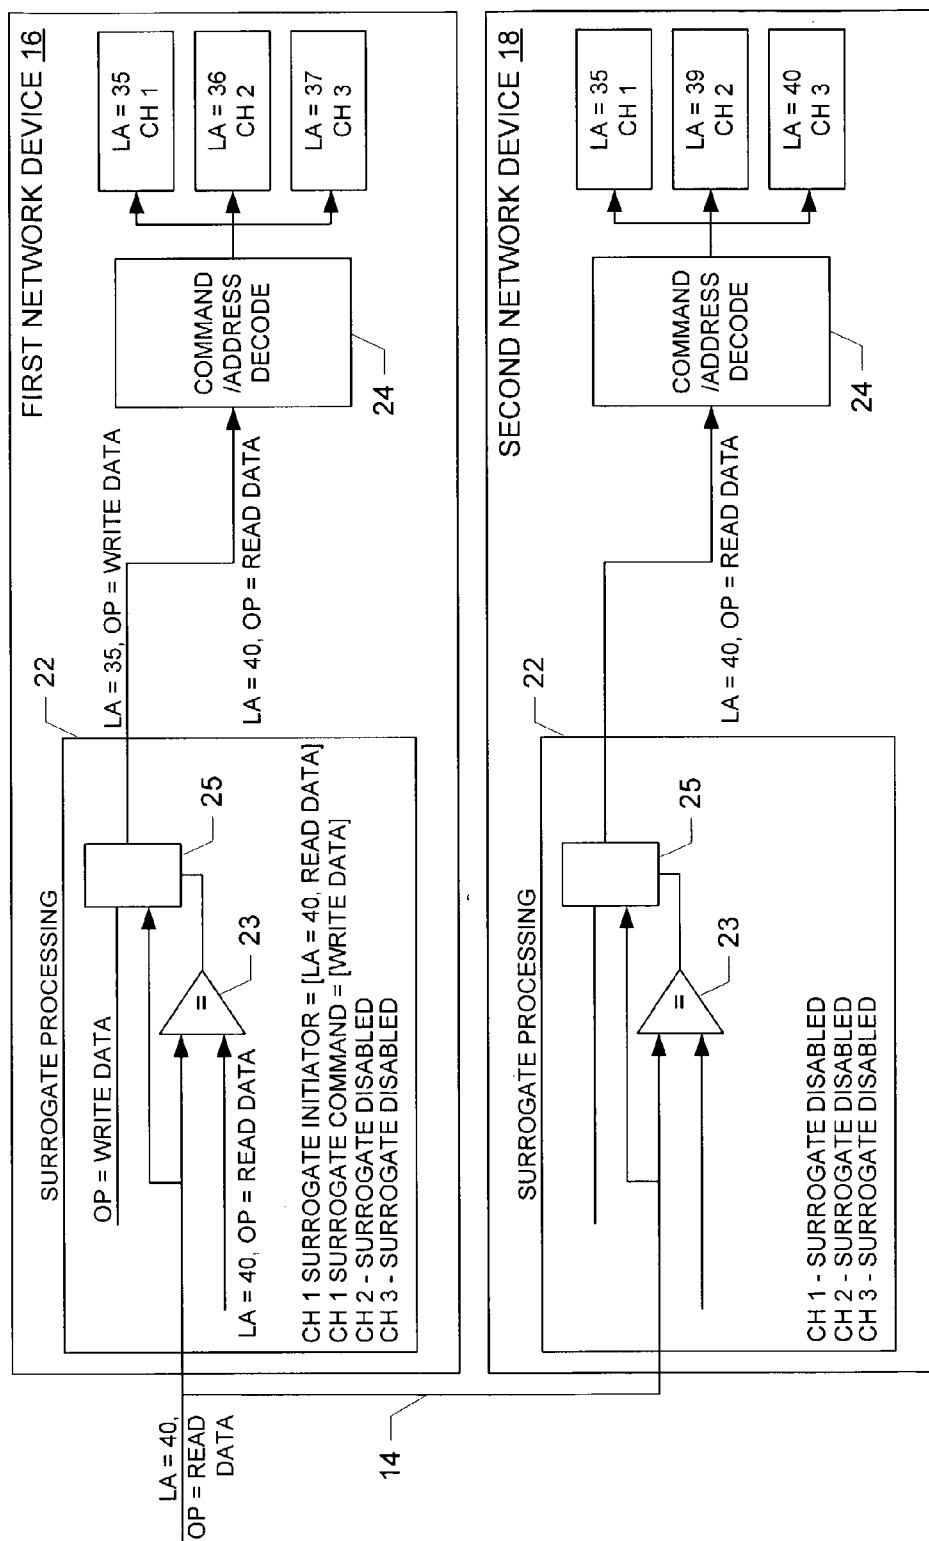 FIRST NETWORK DEVICE 16
SURROGATE PROCESSING
22
OP = WRITE DATA
25
23
LA = 40, OP = READ DATA
CH 1 SURROGATE INITIATOR = [LA = 40, READ DATA]
CH 1 SURROGATE COMMAND = [WRITE DATA]
CH 2 - SURROGATE DISABLED
CH 3 - SURROGATE DISABLED
LA = 40,
OP = READ
DATA
14
LA = 35, OP = WRITE DATA
LA = 40, OP = READ DATA
COMMAND
/ADDRESS
DECODE
24
LA = 35
CH 1
LA = 36
CH 2
LA = 37
CH 3
SECOND NETWORK DEVICE 18
SURROGATE PROCESSING
22
25
23
CH 1 - SURROGATE DISABLED
CH 2 - SURROGATE DISABLED
CH 3 - SURROGATE DISABLED
LA = 40, OP = READ DATA
COMMAND
/ADDRESS
DECODE
24
LA = 35
CH 1
LA = 39
CH 2
LA = 40
CH 3